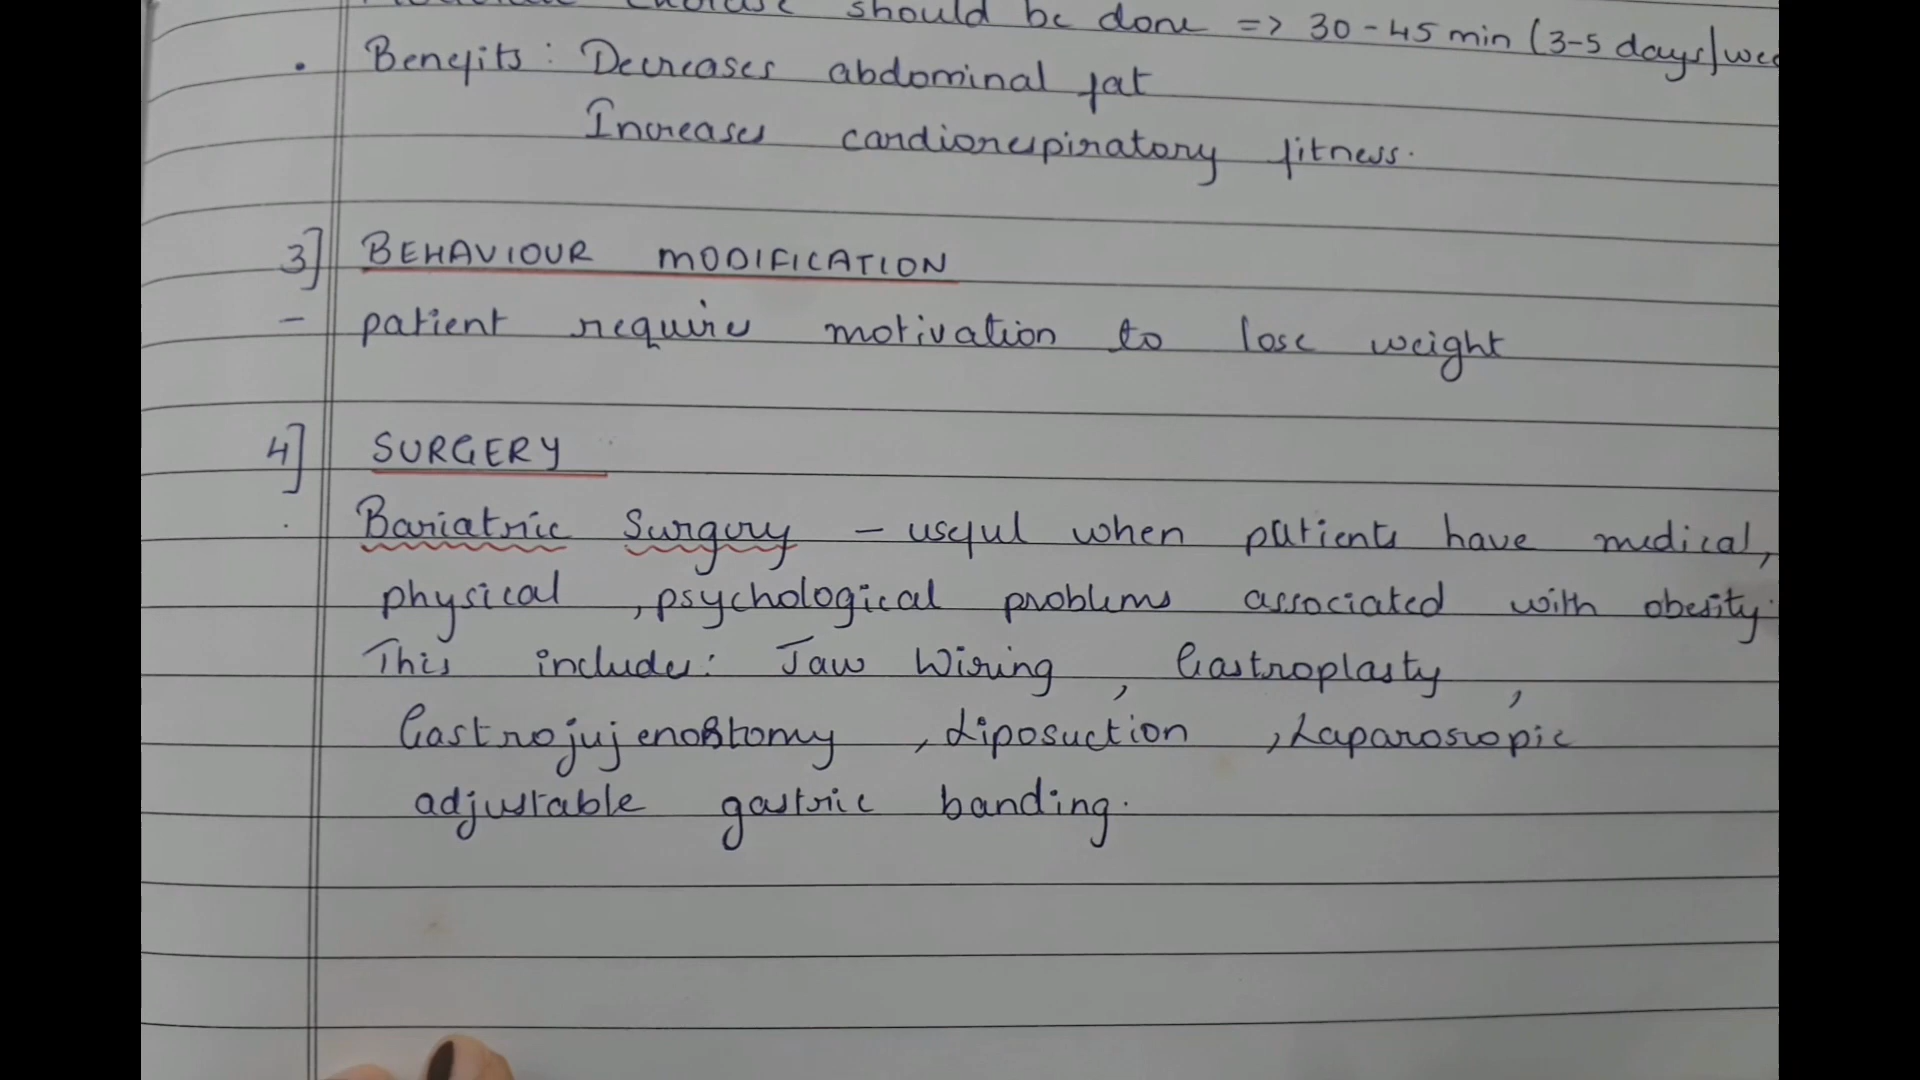 should be done => 30-45 min (3-5 days/wee
. Benefits : Decreases abdominal fat
Increases cardiorespiratory fitness.
3] BEHAVIOUR MODIFICATION
- patient require motivation to lose weight
4] SURGERY
Bariatric Surgery - useful when patients have medical,
physical , psychological problems associated with obesity.
This includes: Jaw Wiring , Gastroplasty ,
Gastrojujenostomy , Liposuction , Laparoscopic
adjustable gastric banding.